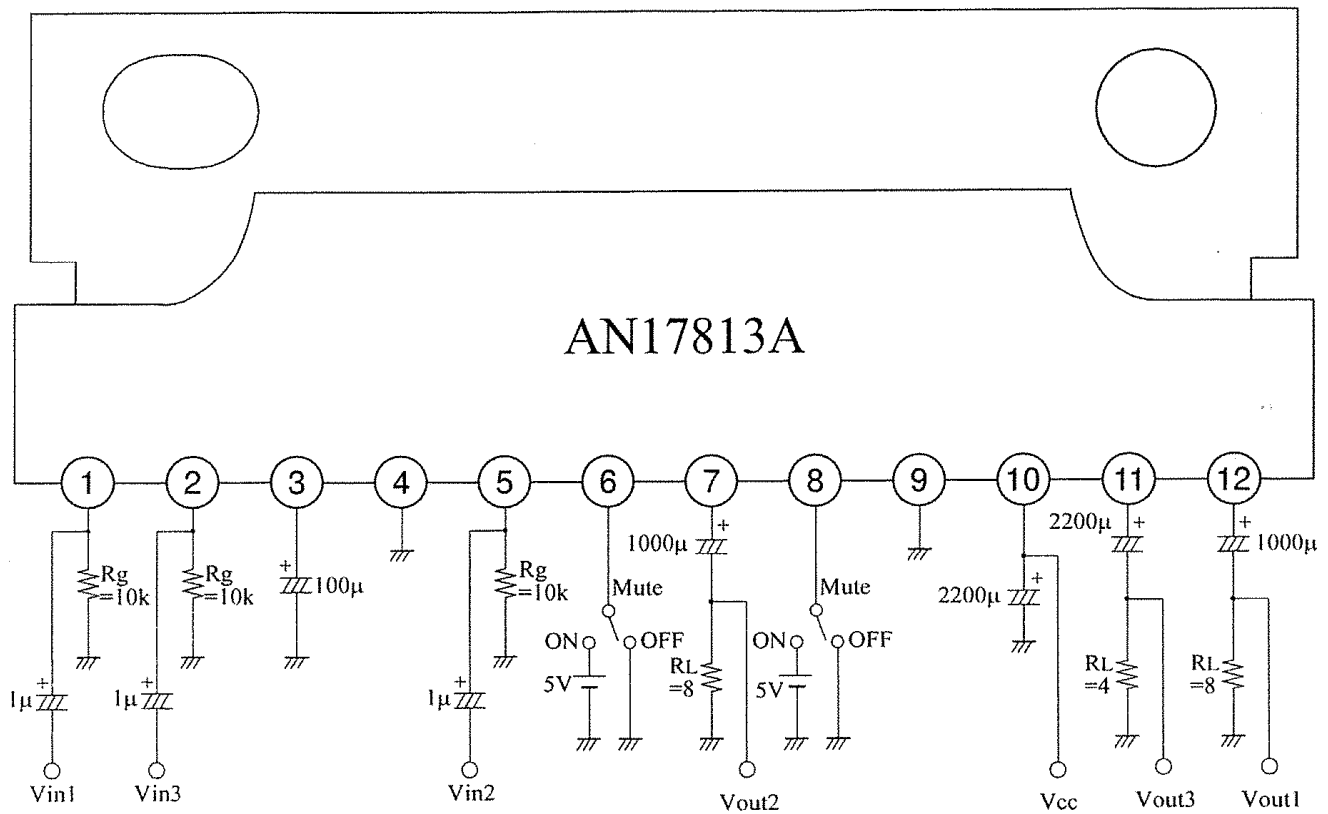 AN17813A
1 2 3 4 5 6 7 8 9 10 11 12
+ 2200μ + +
1000μ 1000μ
Rg =10k
Rg =10k
+ 100μ
Rg =10k
Mute
ON OFF
5V
Mute
ON OFF
5V
+ 2200μ
RL =8
RL =4
RL =8
+ 1μ
+ 1μ
+ 1μ
Vin1 Vin3 Vin2 Vout2 Vcc Vout3 Vout1